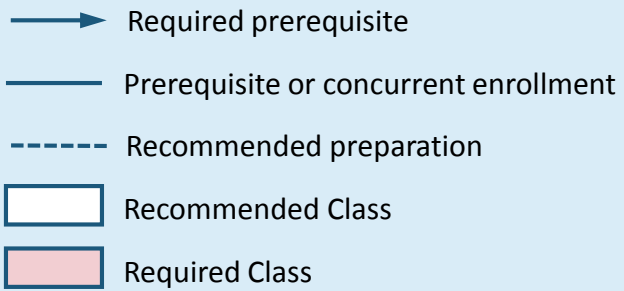 Required prerequisite
Prerequisite or concurrent enrollment
Recommended preparation
Recommended Class
Required Class